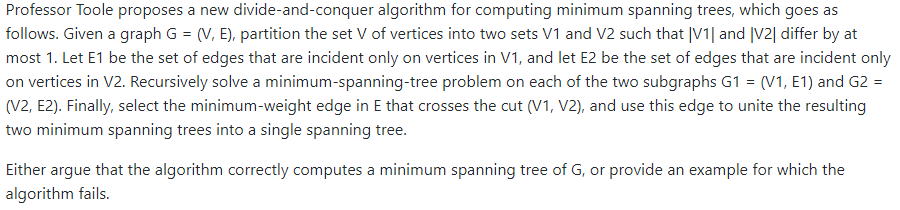 Professor Toole proposes a new divide-and-conquer algorithm for computing minimum spanning trees, which goes as
follows. Given a graph G = (V, E), partition the set V of vertices into two sets V1 and V2 such that |V1| and |V2| differ by at
most 1. Let E1 be the set of edges that are incident only on vertices in V1, and let E2 be the set of edges that are incident only
on vertices in V2. Recursively solve a minimum-spanning-tree problem on each of the two subgraphs G1 = (V1, E1) and G2 =
(V2, E2). Finally, select the minimum-weight edge in E that crosses the cut (V1, V2), and use this edge to unite the resulting
two minimum spanning trees into a single spanning tree.
Either argue that the algorithm correctly computes a minimum spanning tree of G, or provide an example for which the
algorithm fails.